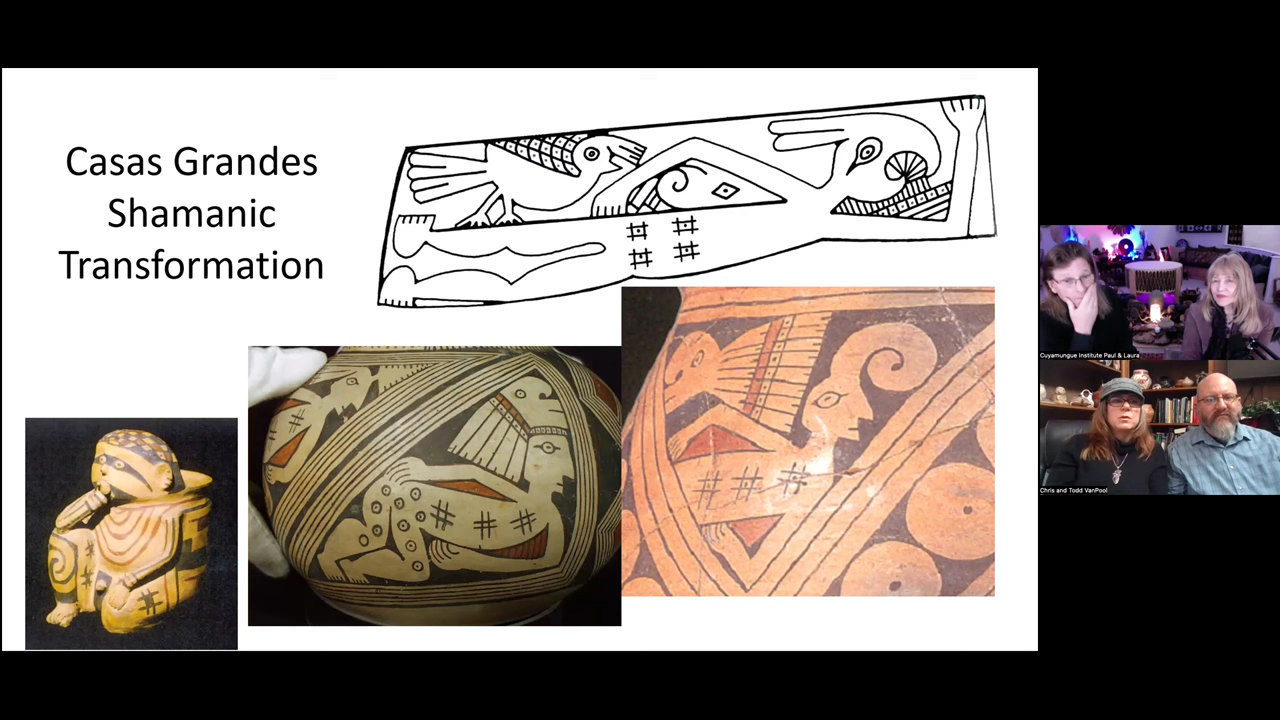 Casas Grandes
Shamanic
Transformation
Cuyamungue Institute Paul & Laura
Chris and Todd VanPool